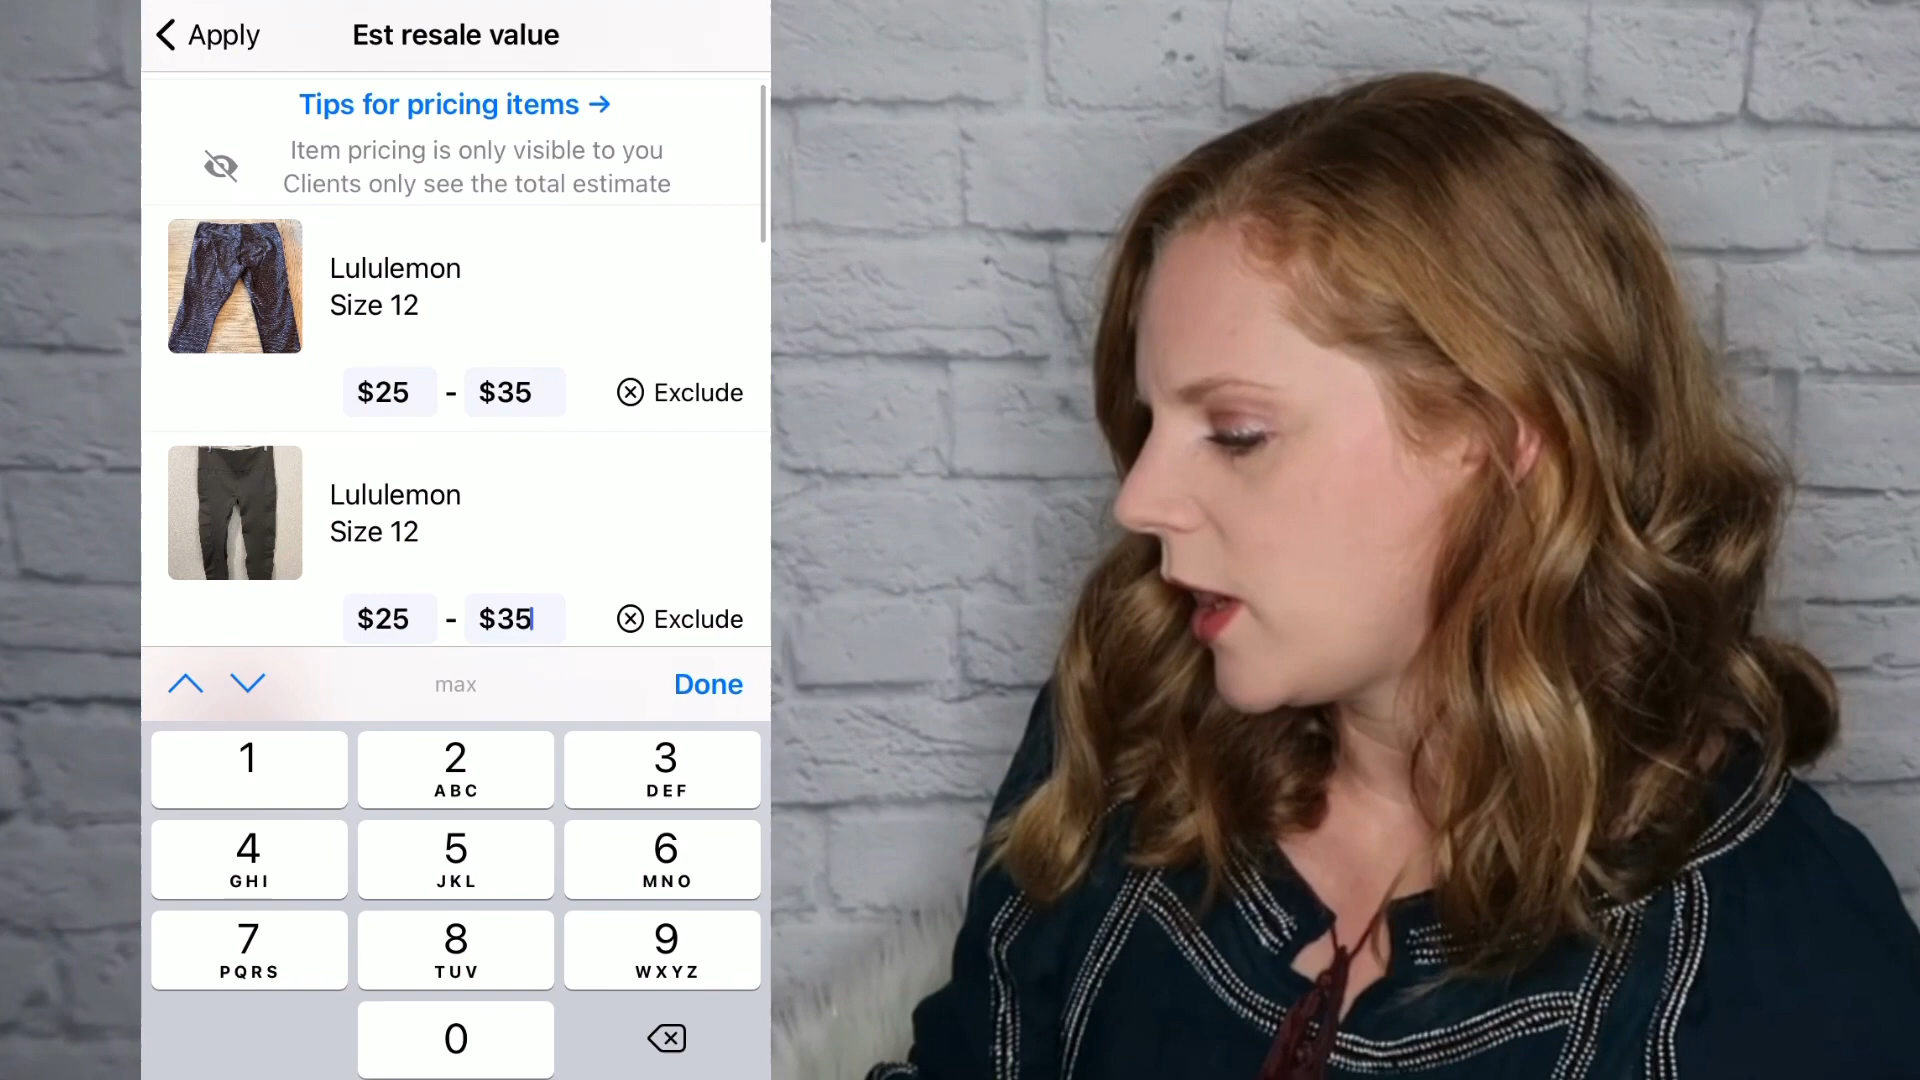 Apply
Est resale value
Tips for pricing items →
Item pricing is only visible to you
Clients only see the total estimate
Lululemon
Size 12
$25 - $35 Exclude
Lululemon
Size 12
$25 - $35 Exclude
max
Done
1
2 ABC
3 DEF
4 GHI
5 JKL
6 MNO
7 PQRS
8 TUV
9 WXYZ
0